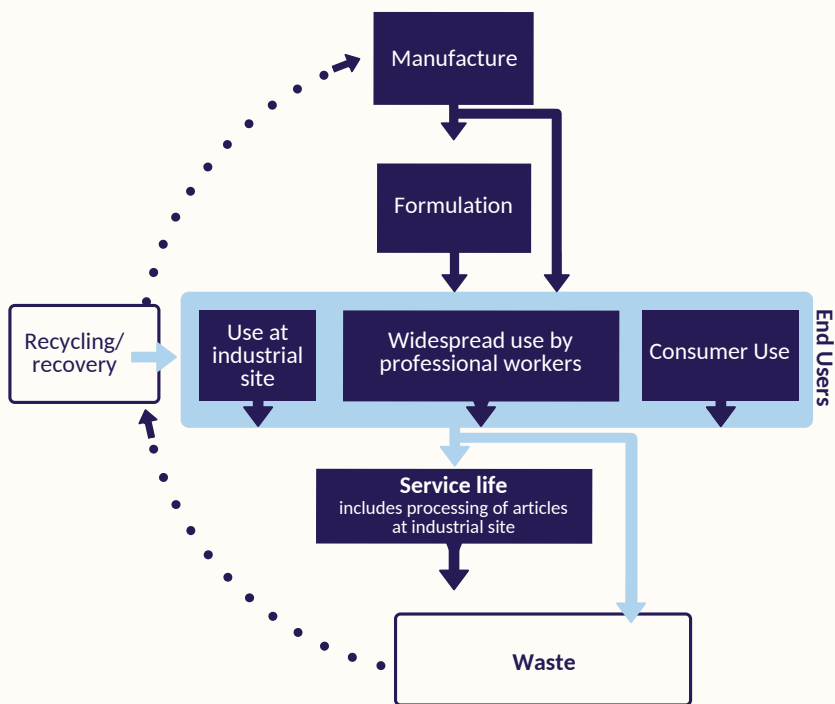 Manufacture
Formulation
Recycling/
recovery
Use at
industrial
site
Widespread use by
professional workers
Consumer Use
End Users
Service life
includes processing of articles
at industrial site
Waste